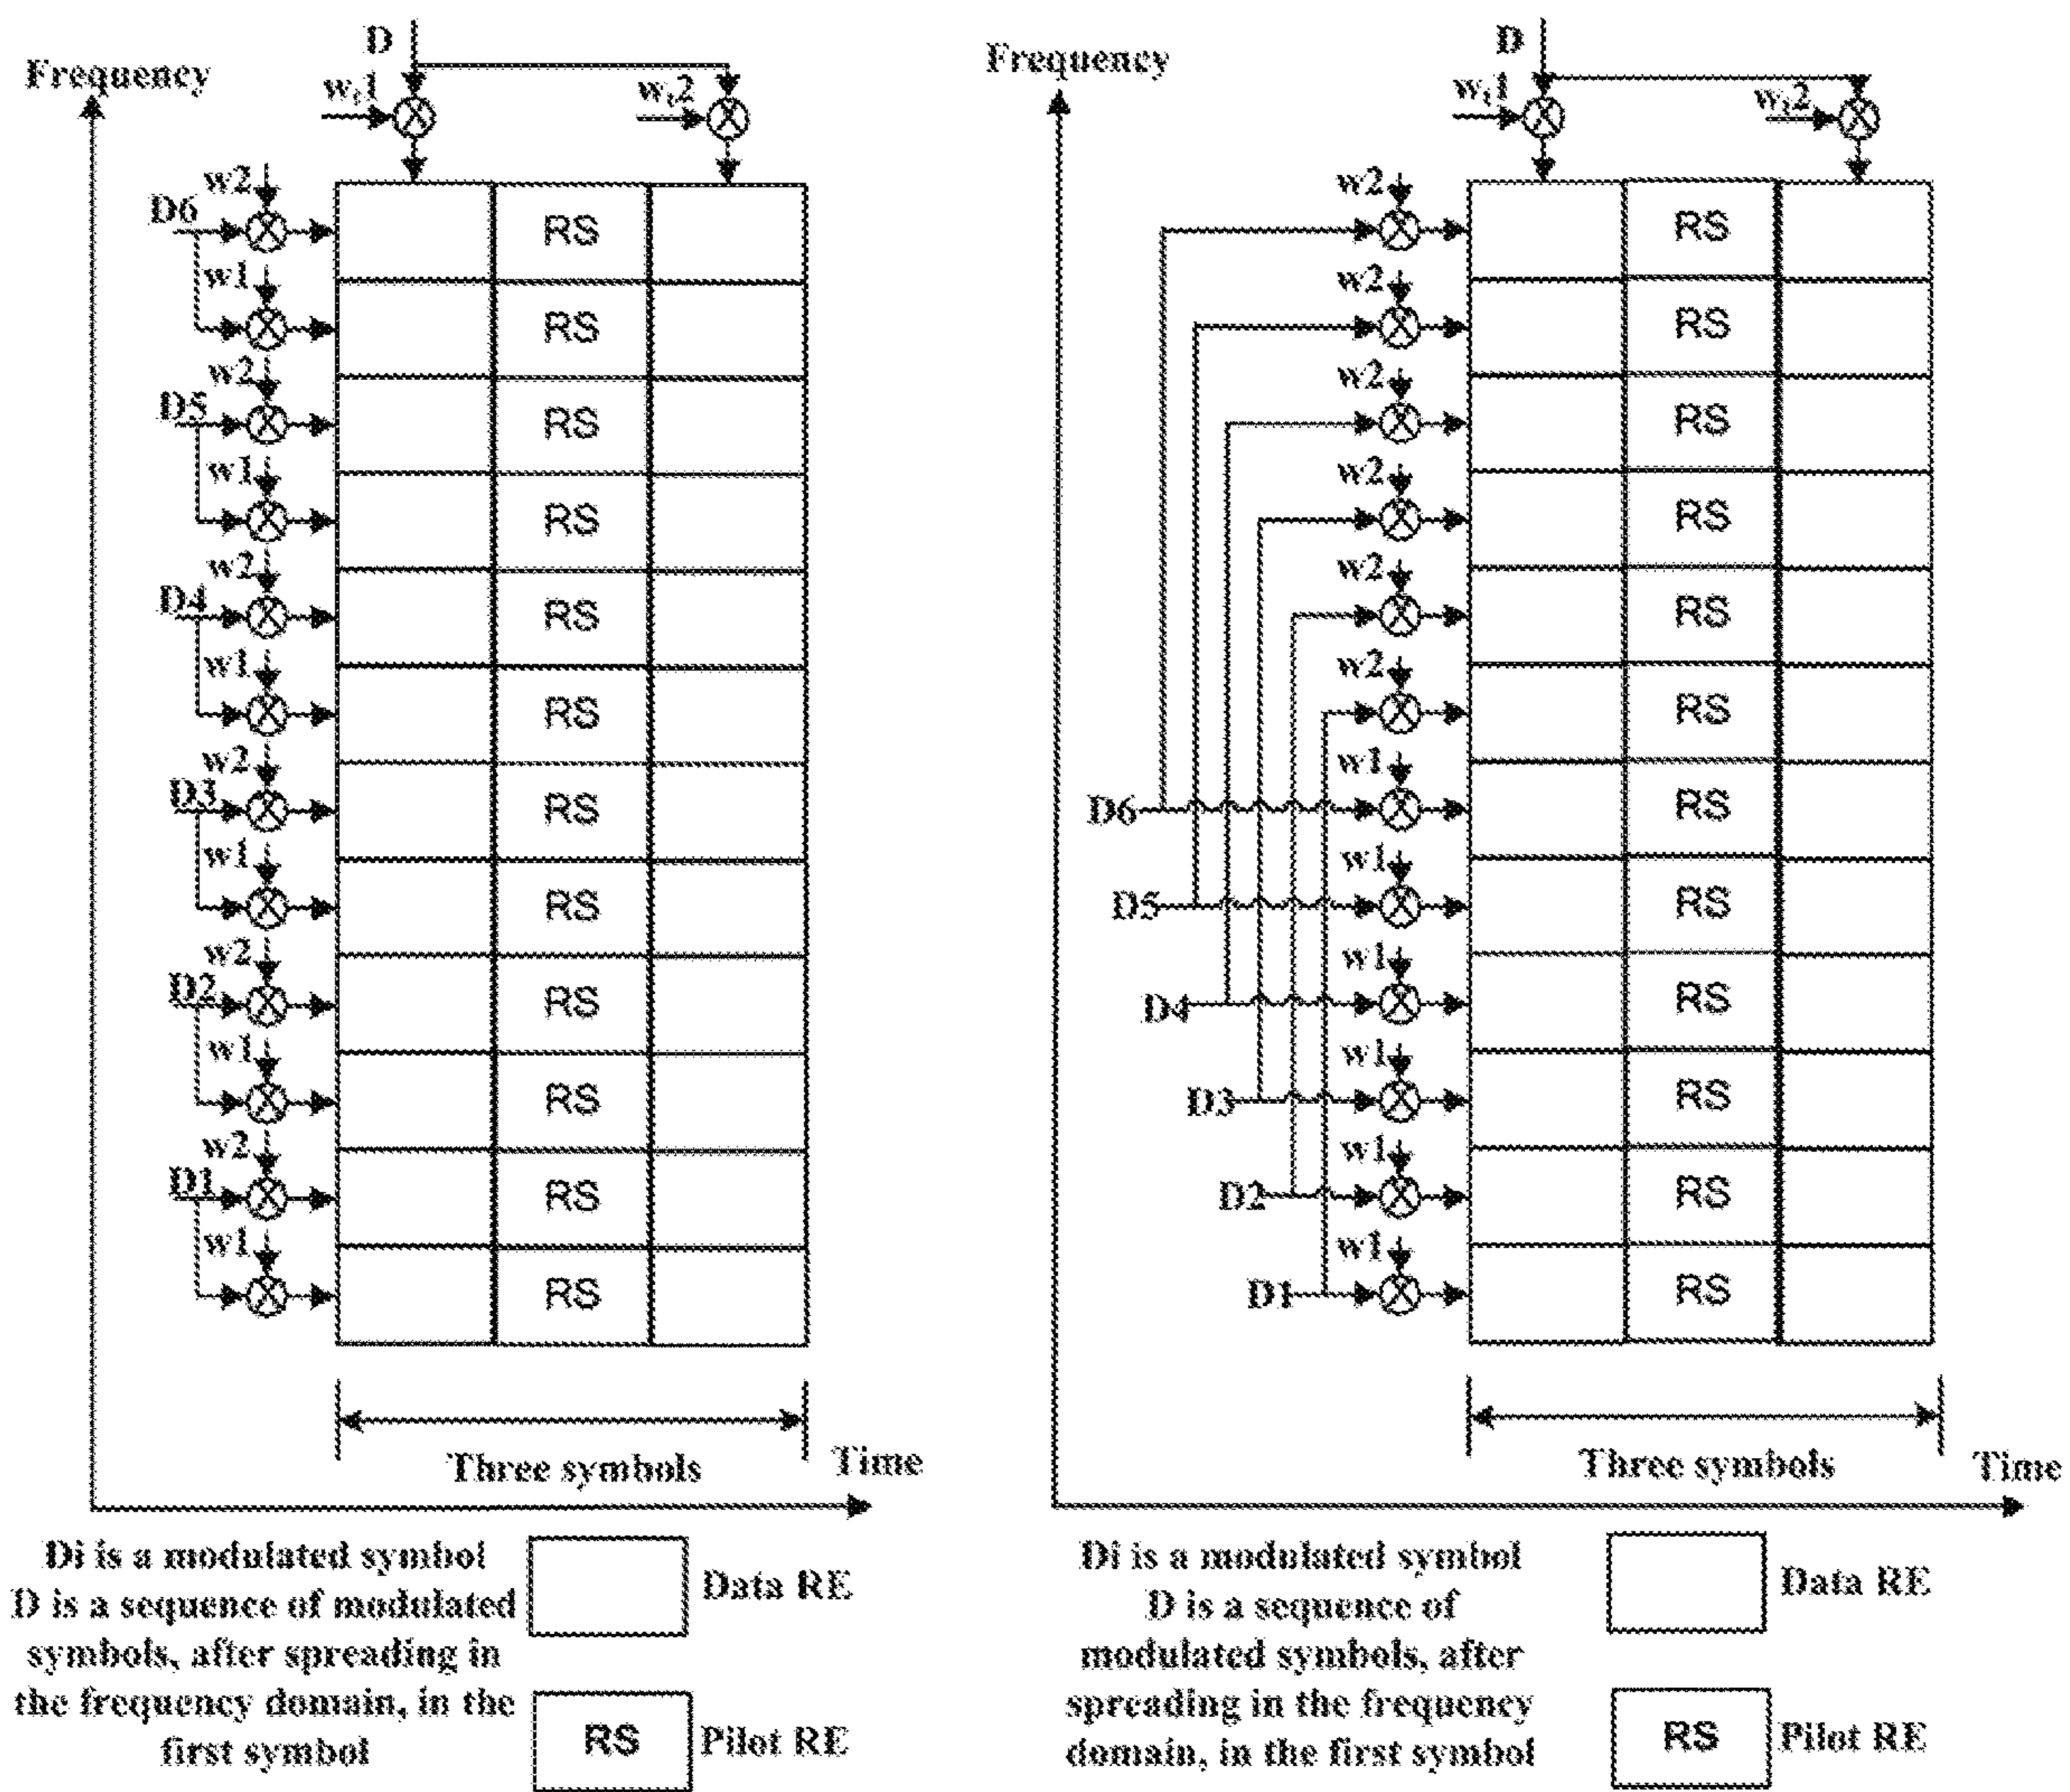 D
Frequency
wt1
wt2
w2
D6
w1
RS
RS
w2
D5
w1
RS
RS
w2
D4
w1
RS
RS
w2
D3
w1
RS
RS
w2
D2
w1
RS
RS
w2
D1
w1
RS
RS
Three symbols
Time
Di is a modulated symbol
D is a sequence of modulated
symbols, after spreading in
the frequency domain, in the
first symbol
Data RE
RS
Pilot RE
D
Frequency
wt1
wt2
w2
RS
w2
RS
w2
RS
w2
RS
w2
RS
w2
RS
w1
D6
RS
w1
D5
RS
w1
D4
RS
w1
D3
RS
w1
D2
RS
w1
D1
RS
Three symbols
Time
Di is a modulated symbol
D is a sequence of
modulated symbols, after
spreading in the frequency
domain, in the first symbol
Data RE
RS
Pilot RE